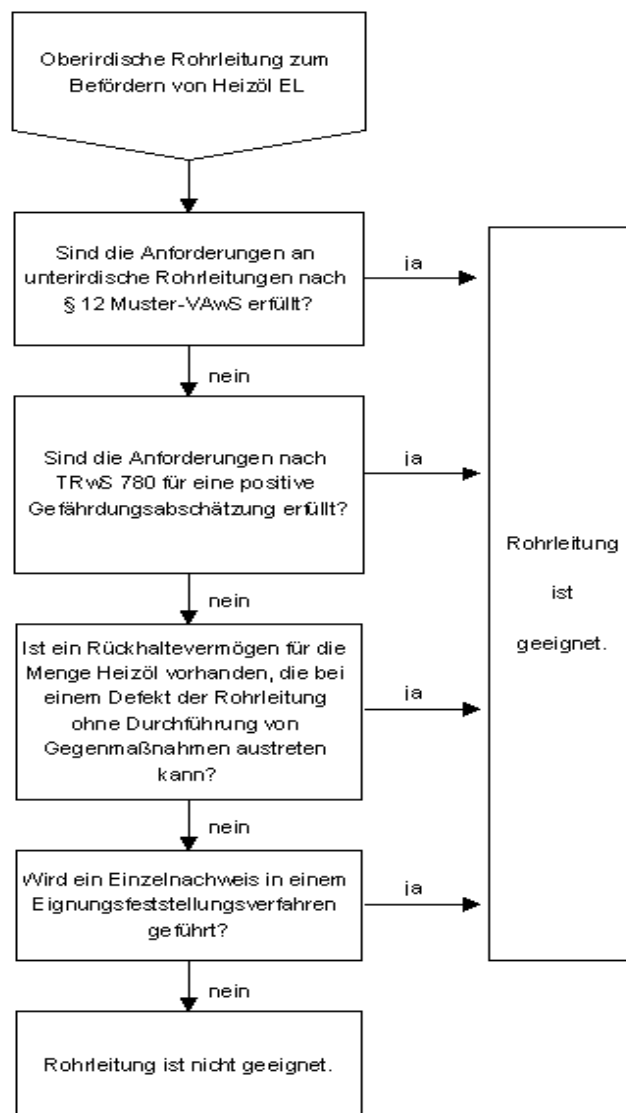 Oberirdische Rohrleitung zum
Befördern von Heizöl EL
Sind die Anforderungen an
unterirdische Rohrleitungen nach
§ 12 Muster-VAwS erfüllt?
ja
nein
Sind die Anforderungen nach
TRwS 780 für eine positive
Gefährdungsabschätzung erfüllt?
ja
nein
Ist ein Rückhaltevermögen für die
Menge Heizöl vorhanden, die bei
einem Defekt der Rohrleitung
ohne Durchführung von
Gegenmaßnahmen austreten
kann?
ja
nein
Wird ein Einzelnachweis in einem
Eignungsfeststellungsverfahren
geführt?
ja
nein
Rohrleitung ist nicht geeignet.
Rohrleitung
ist
geeignet.